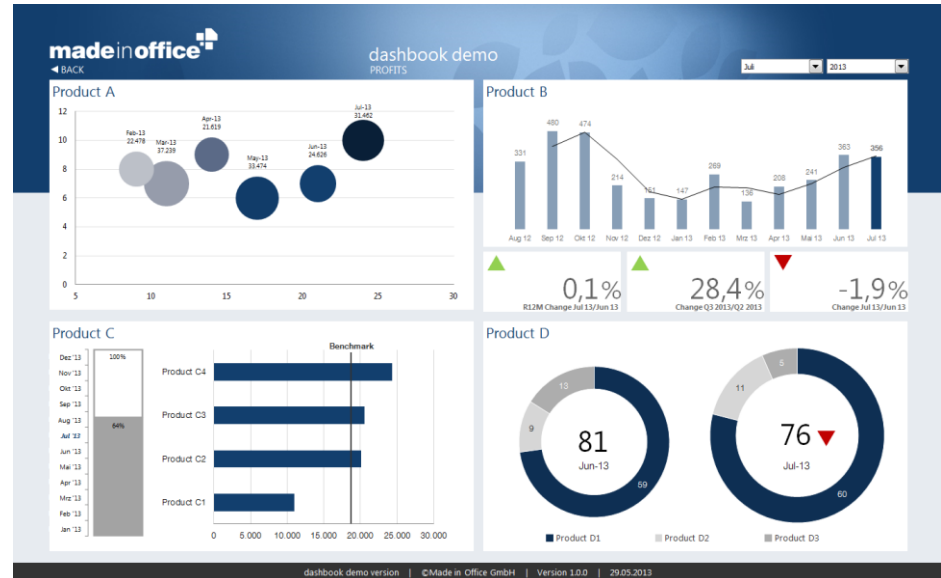 madeinoffice
◄ BACK
dashbook demo
PROFITS
Juli
2013
Product A
12
10
8
6
4
2
0
5
10
15
20
25
30
Feb-13
22.478
Mar-13
37.239
Apr-13
21.619
May-13
33.474
Jun-13
24.626
Jul-13
31.462
Product B
331
480
474
214
151
147
269
136
208
241
363
356
Aug 12 Sep 12 Okt 12 Nov 12 Dez 12 Jan 13 Feb 13 Mrz 13 Apr 13 Mai 13 Jun 13 Jul 13
0,1%
R12M Change Jul 13/Jun 13
28,4%
Change Q3 2013/Q2 2013
-1,9%
Change Jul 13/Jun 13
Product C
Dez '13
Nov '13
Okt '13
Sep '13
Aug '13
Jul '13
Jun '13
Mai '13
Apr '13
Mrz '13
Feb '13
Jan '13
100%
64%
Benchmark
Product C4
Product C3
Product C2
Product C1
0 5.000 10.000 15.000 20.000 25.000 30.000
Product D
13
9
59
81
Jun-13
5
11
60
76
Jul-13
Product D1 Product D2 Product D3
dashbook demo version | ©Made in Office GmbH | Version 1.0.0 | 29.05.2013